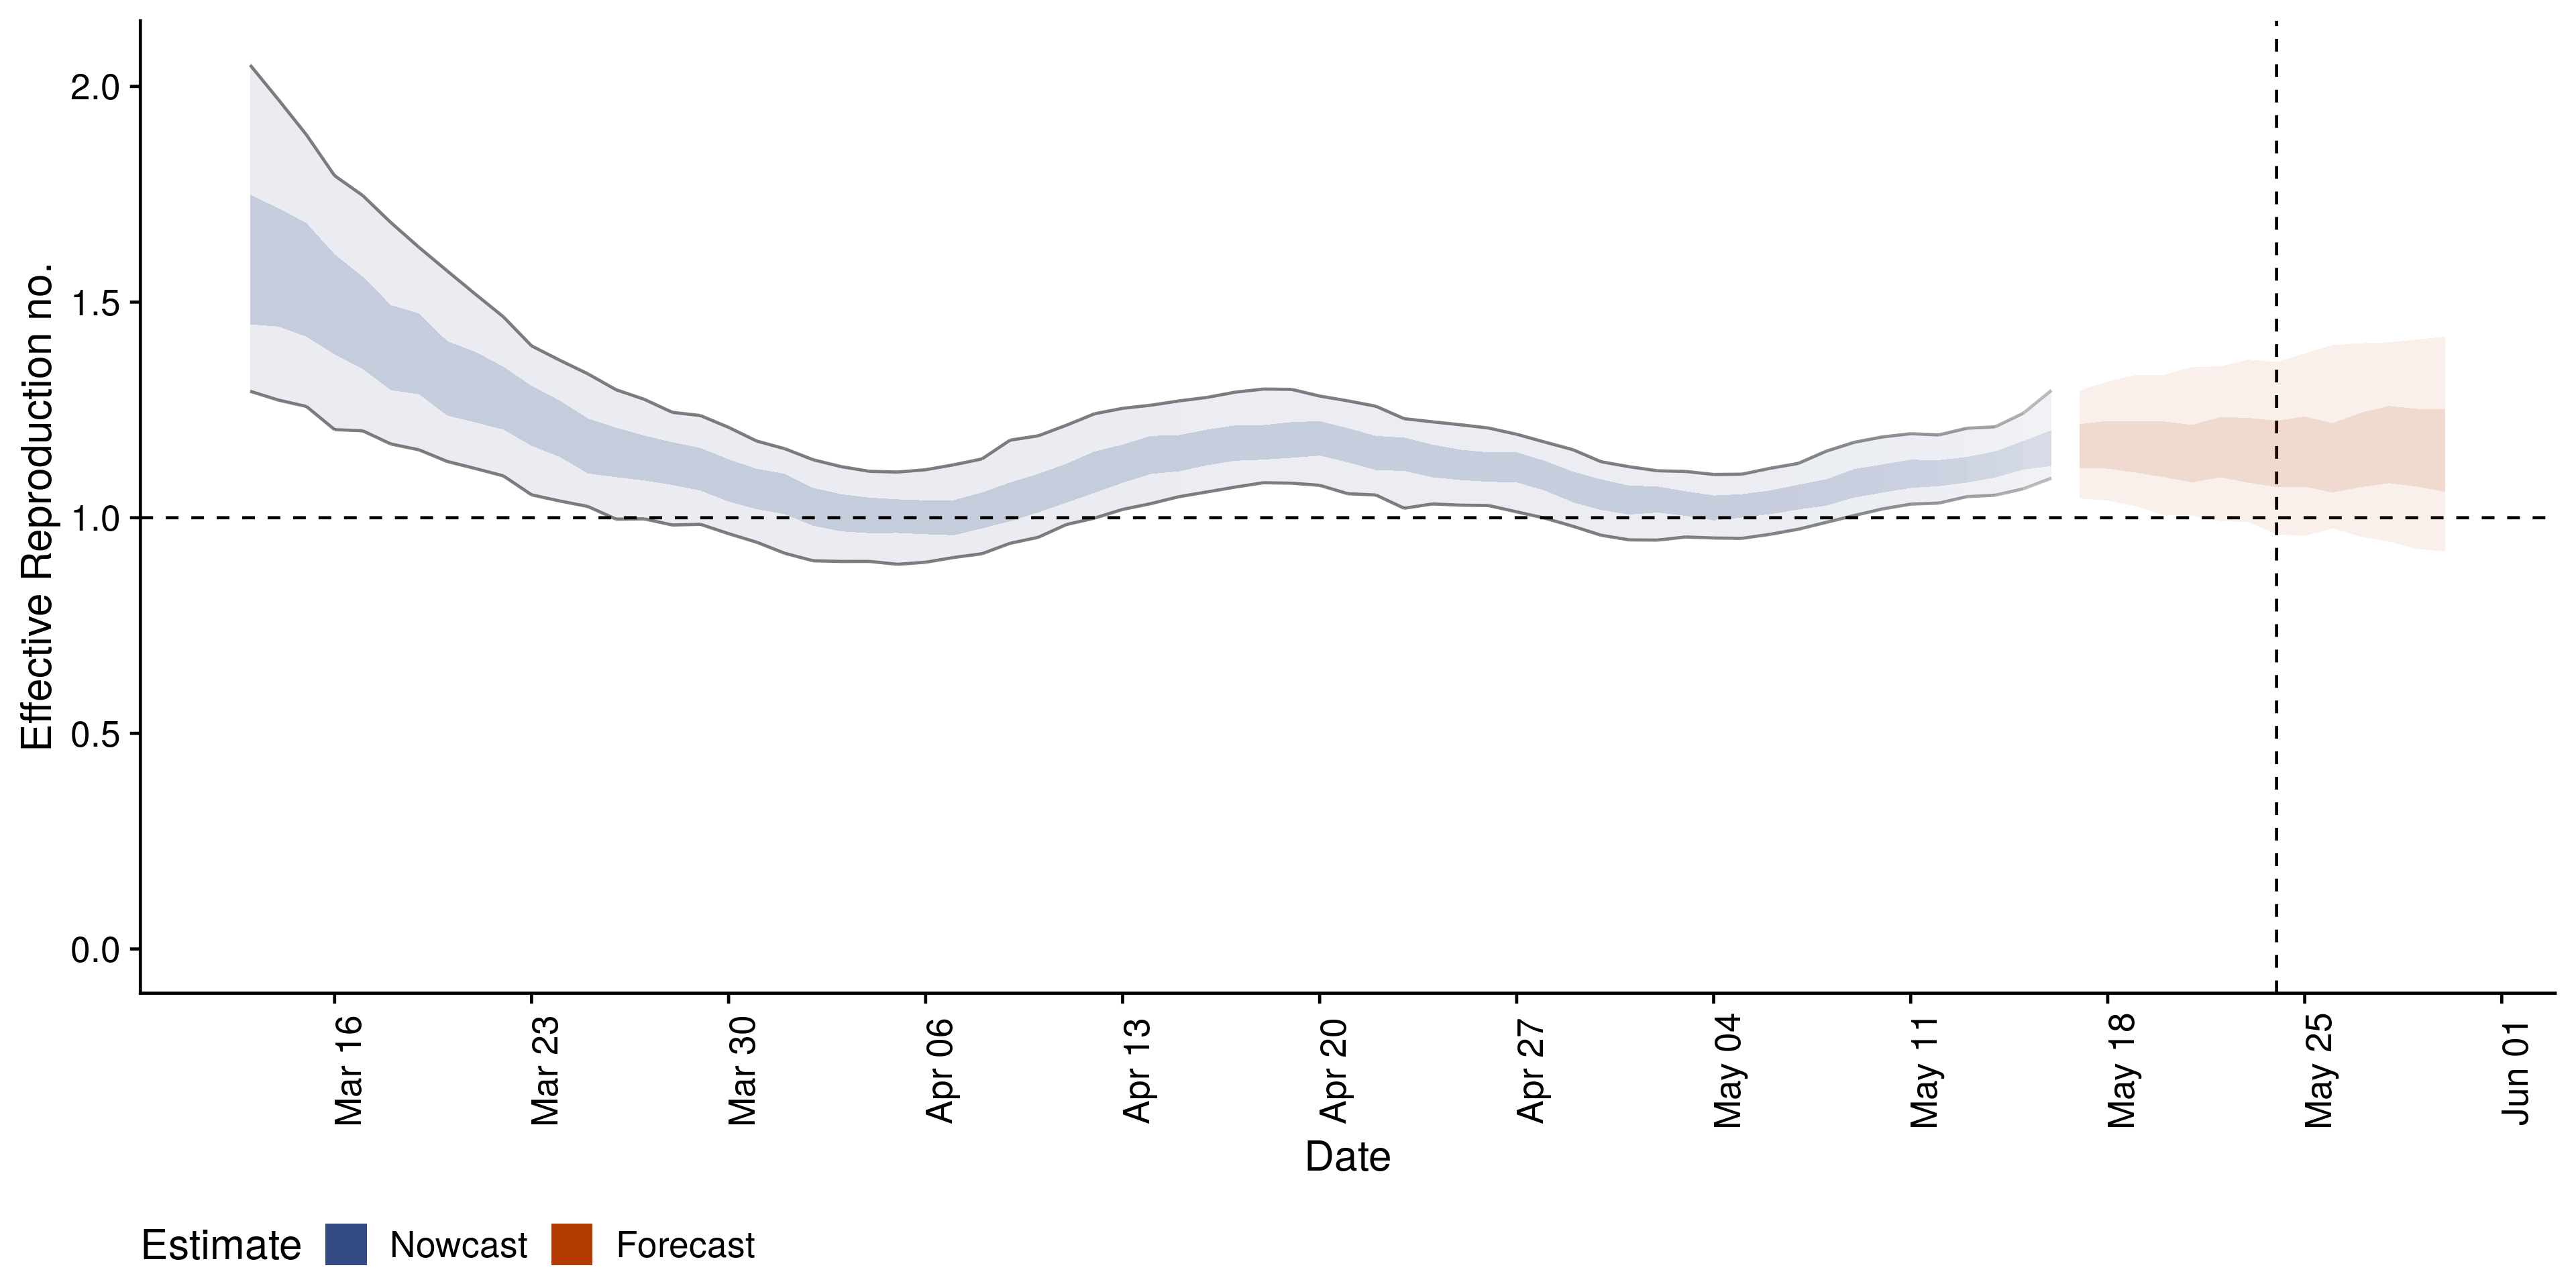 Effective Reproduction no.
2.0
1.5
1.0
0.5
0.0
Mar 16
Mar 23
Mar 30
Apr 06
Apr 13
Apr 20
Apr 27
May 04
May 11
May 18
May 25
Jun 01
Date
Estimate Nowcast Forecast